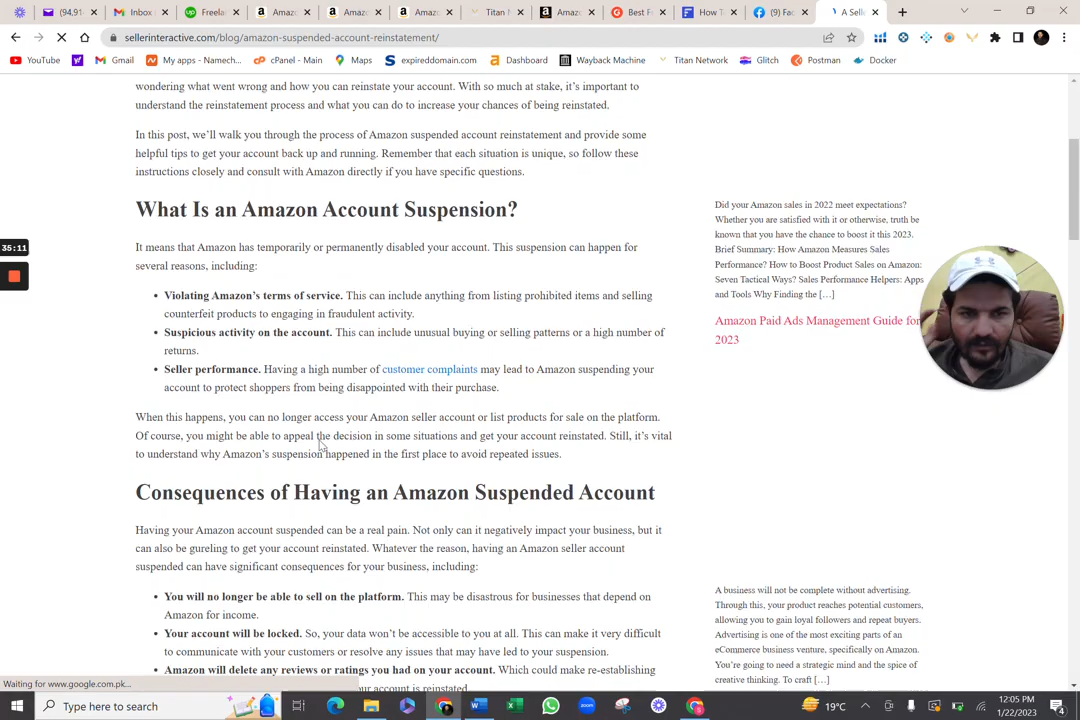 (94,91
Inbox
Freela
Amaz
Amaz
Amaz
Titan N
Amaz
Best F
How T
(8) Fac
A Selle
sellerinteractive.com/blog/amazon-suspended-account-reinstatement/
YouTube
Gmail
My apps - Namech...
cPanel - Main
Maps
expireddomain.com
Dashboard
Wayback Machine
Titan Network
Glitch
Postman
Docker
wondering what went wrong and how you can reinstate your account. With so much at stake, it's important to
understand the reinstatement process and what you can do to increase your chances of being reinstated.
In this post, we'll walk you through the process of Amazon suspended account reinstatement and provide some
helpful tips to get your account back up and running. Remember that each situation is unique, so follow these
instructions closely and consult with Amazon directly if you have specific questions.
What Is an Amazon Account Suspension?
It means that Amazon has temporarily or permanently disabled your account. This suspension can happen for
several reasons, including:
Violating Amazon's terms of service. This can include anything from listing prohibited items and selling
counterfeit products to engaging in fraudulent activity.
Suspicious activity on the account. This can include unusual buying or selling patterns or a high number of
returns.
Seller performance. Having a high number of customer complaints may lead to Amazon suspending your
account to protect shoppers from being disappointed with their purchase.
When this happens, you can no longer access your Amazon seller account or list products for sale on the platform.
Of course, you might be able to appeal the decision in some situations and get your account reinstated. Still, it's vital
to understand why Amazon's suspension happened in the first place to avoid repeated issues.
Consequences of Having an Amazon Suspended Account
Having your Amazon account suspended can be a real pain. Not only can it negatively impact your business, but it
can also be gureling to get your account reinstated. Whatever the reason, having an Amazon seller account
suspended can have significant consequences for your business, including:
You will no longer be able to sell on the platform. This may be disastrous for businesses that depend on
Amazon for income.
Your account will be locked. So, your data won't be accessible to you at all. This can make it very difficult
to communicate with your customers or resolve any issues that may have led to your suspension.
Amazon will delete any reviews or ratings you had on your account. Which could make re-establishing
our account is reinstated.
Did your Amazon sales in 2022 meet expectations?
Whether you are satisfied with it or otherwise, truth be
known that you have the chance to boost it this 2023.
Brief Summary: How Amazon Measures Sales
Performance? How to Boost Product Sales on Amazon:
Seven Tactical Ways? Sales Performance Helpers: Apps
and Tools Why Finding the [...]
Amazon Paid Ads Management Guide for
2023
A business will not be complete without advertising.
Through this, your product reaches potential customers,
allowing you to gain loyal followers and repeat buyers.
Advertising is one of the most exciting parts of an
eCommerce business venture, specifically on Amazon.
You're going to need a strategic mind and the spice of
creative thinking. To craft [...]
35:11
Waiting for www.google.com.pk...
Type here to search
19°C
12:05 PM
1/22/2023
4